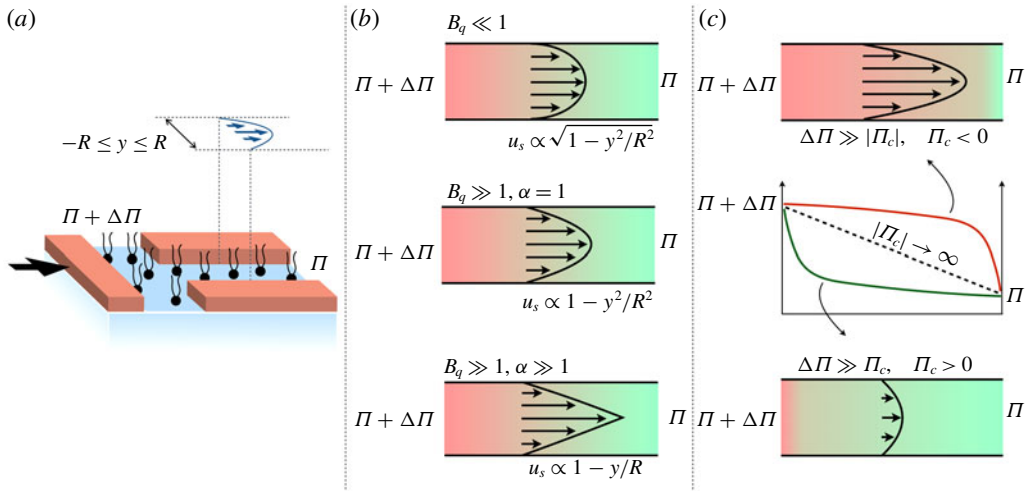 (a)
−R ≤ y ≤ R
Π + ΔΠ
Π
(b)
B_q ≪ 1
Π + ΔΠ
Π
u_s ∝ √1 − y²/R²
B_q ≫ 1, α = 1
Π + ΔΠ
Π
u_s ∝ 1 − y²/R²
B_q ≫ 1, α ≫ 1
Π + ΔΠ
Π
u_s ∝ 1 − y/R
(c)
Π + ΔΠ
Π
ΔΠ ≫ |Π_c|, Π_c < 0
Π + ΔΠ
|Π_c| → ∞
Π
ΔΠ ≫ Π_c, Π_c > 0
Π + ΔΠ
Π